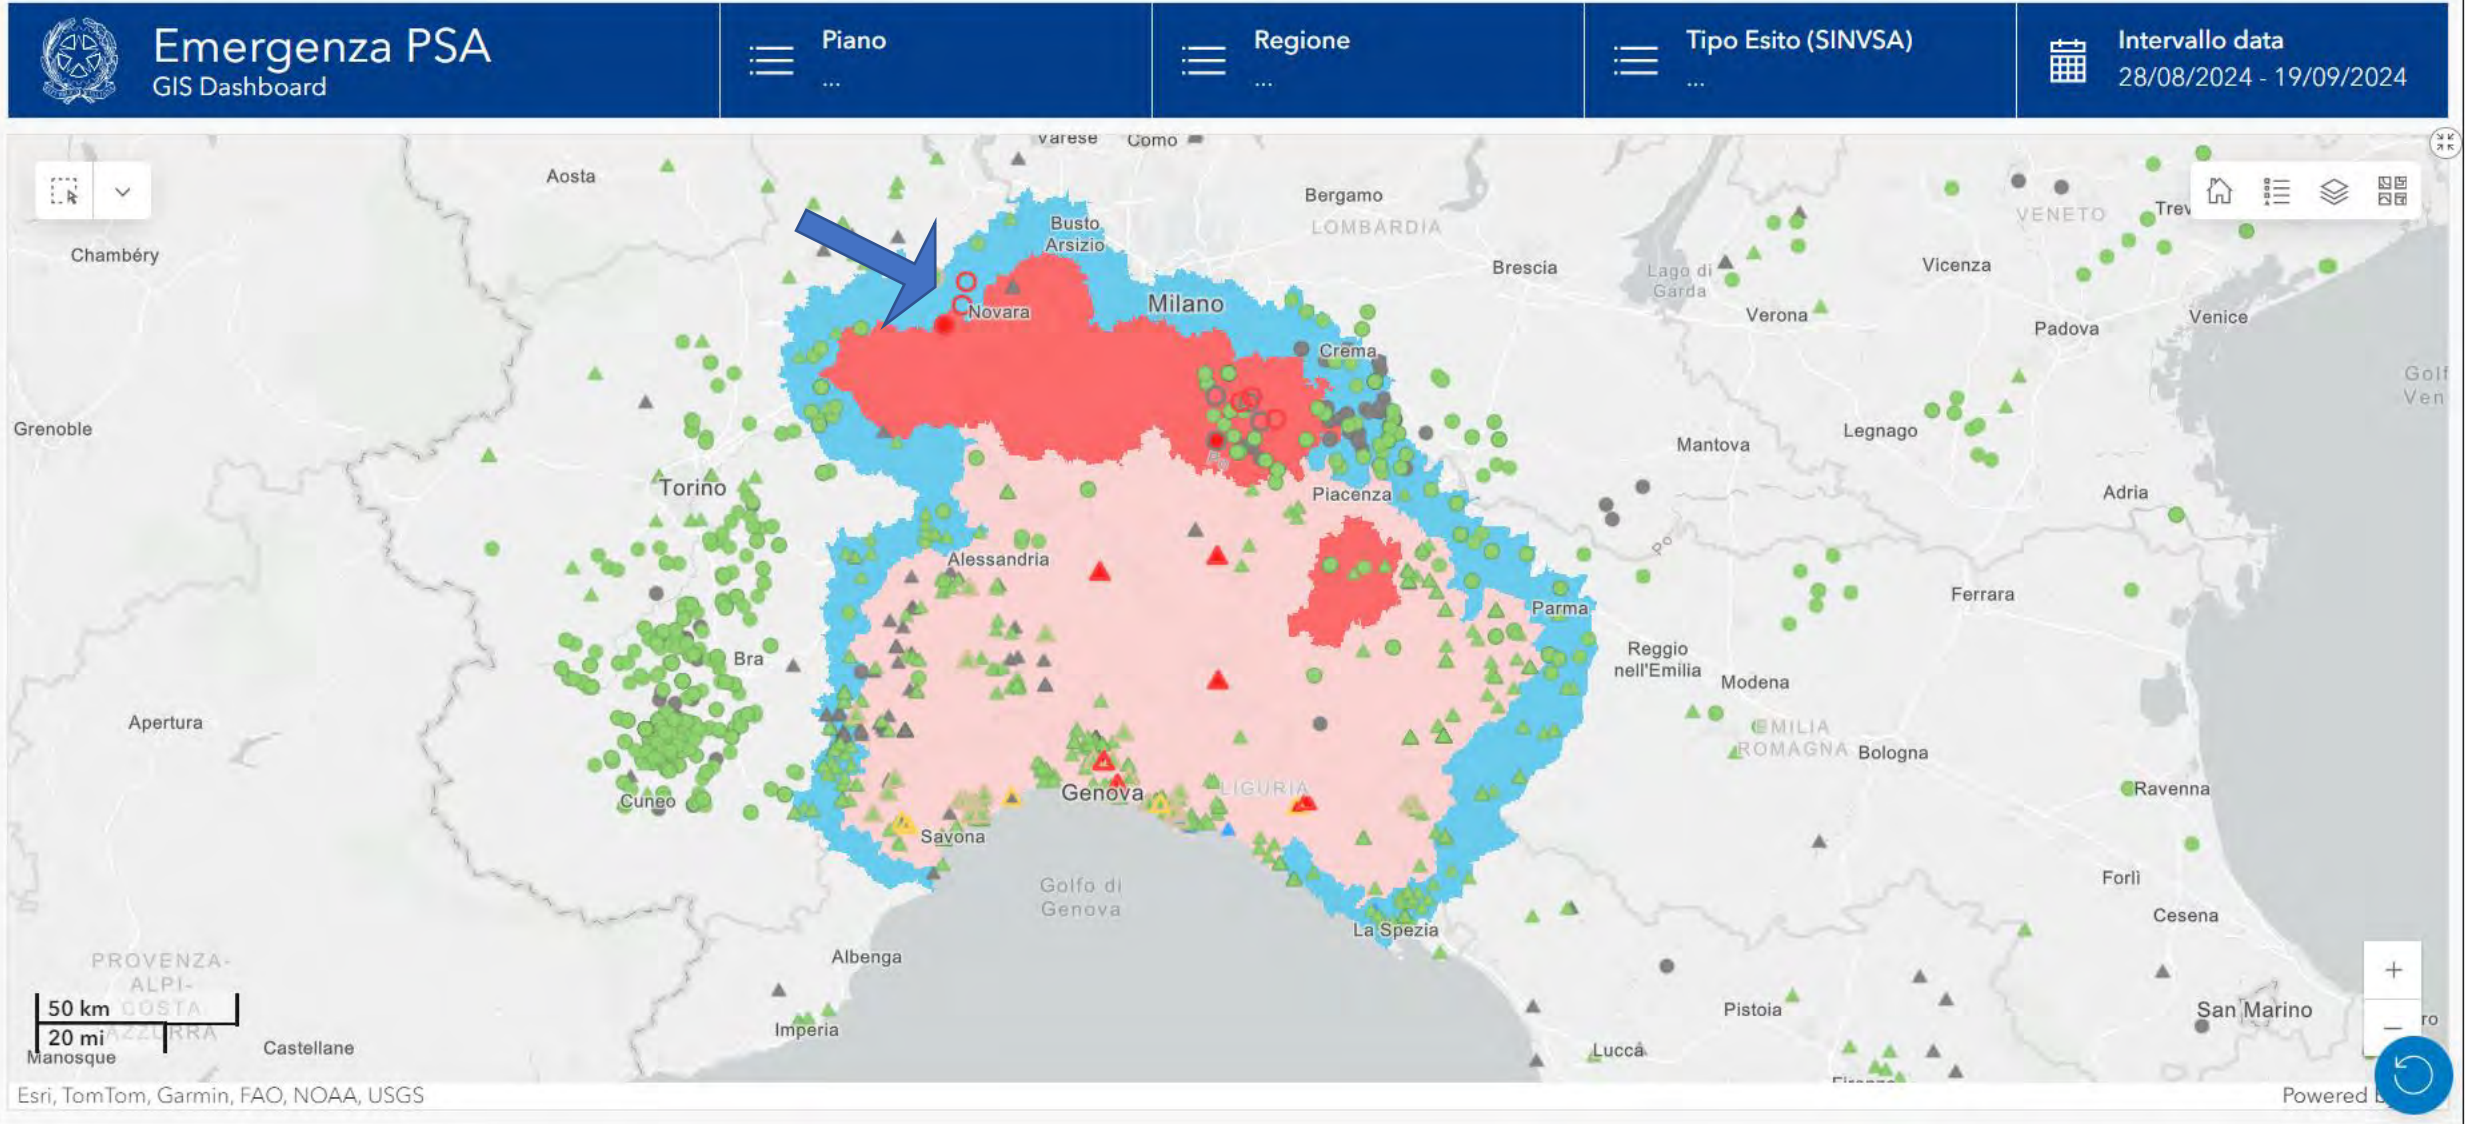 Emergenza PSA
GIS Dashboard
Piano
...
Regione
...
Tipo Esito (SINVSA)
...
Intervallo data
28/08/2024 - 19/09/2024
Varese
Como
Aosta
Bergamo
LOMBARDIA
VENETO
Trev
Busto
Arsizio
Chambéry
Brescia
Lago di
Garda
Vicenza
Novara
Milano
Verona
Padova
Venice
Crema
Golf
Ven
Grenoble
Mantova
Legnago
Torino
Po
Piacenza
Adria
Alessandria
Po
Parma
Ferrara
Bra
Reggio
nell'Emilia
Modena
Apertura
EMILIA
ROMAGNA
Bologna
Cuneo
Genova
LIGURIA
Ravenna
Savona
Golfo di
Genova
Forlì
Cesena
La Spezia
Albenga
PROVENZA-
ALPI-
COSTA
AZZURRA
50 km
20 mi
Manosque
Castellane
Imperia
Pistoia
San Marino
ro
Lucca
Firenze
Esri, TomTom, Garmin, FAO, NOAA, USGS
Powered